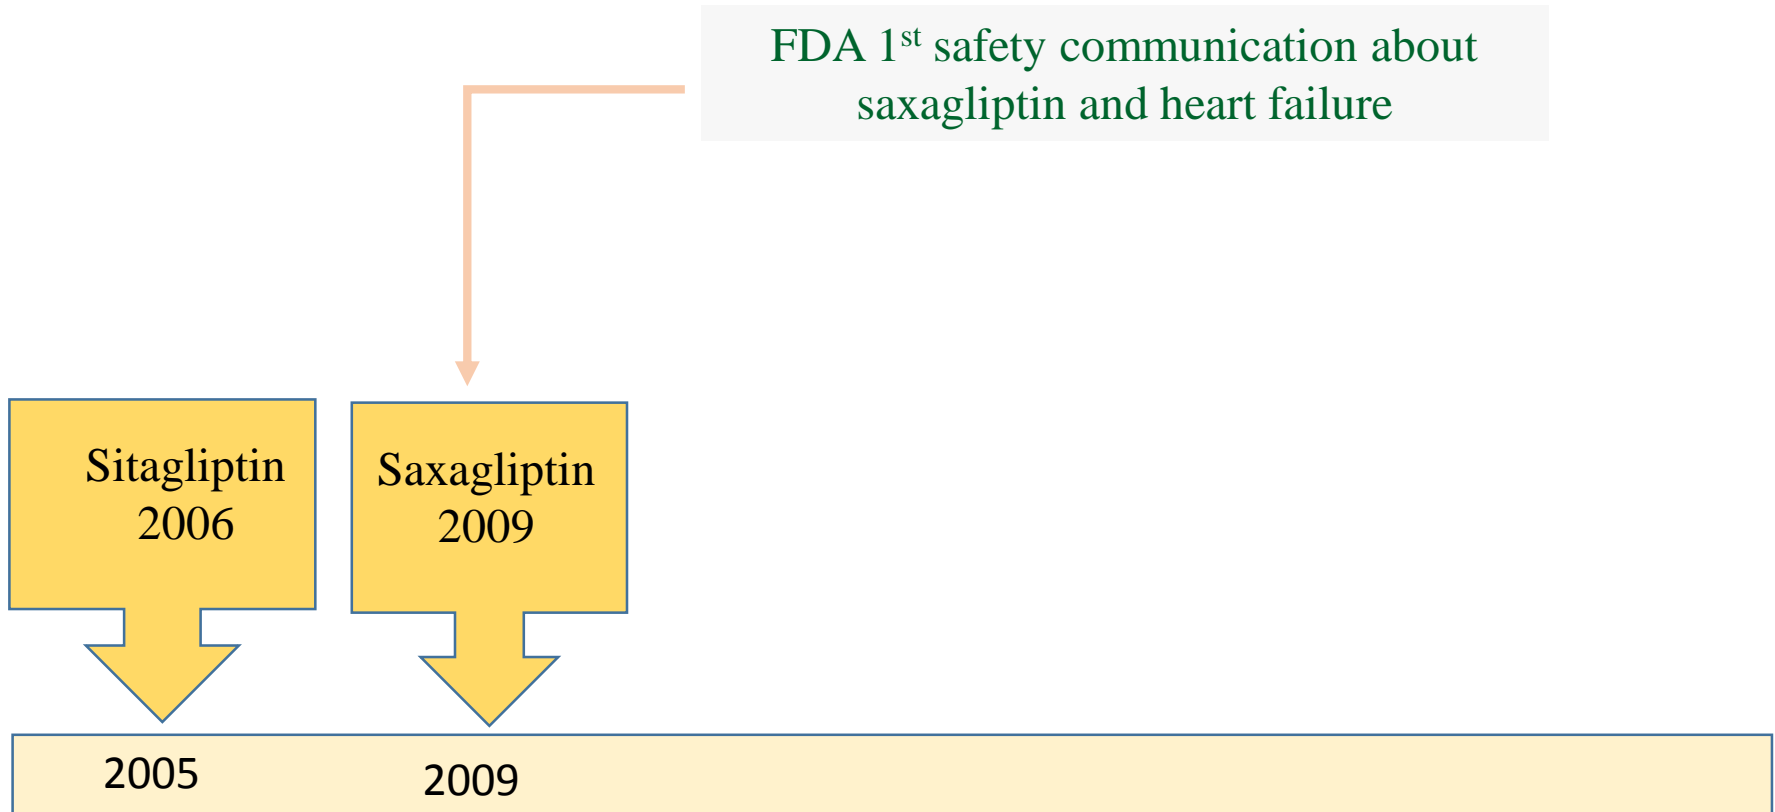 FDA 1st safety communication about
saxagliptin and heart failure
Sitagliptin
2006
Saxagliptin
2009
2005
2009